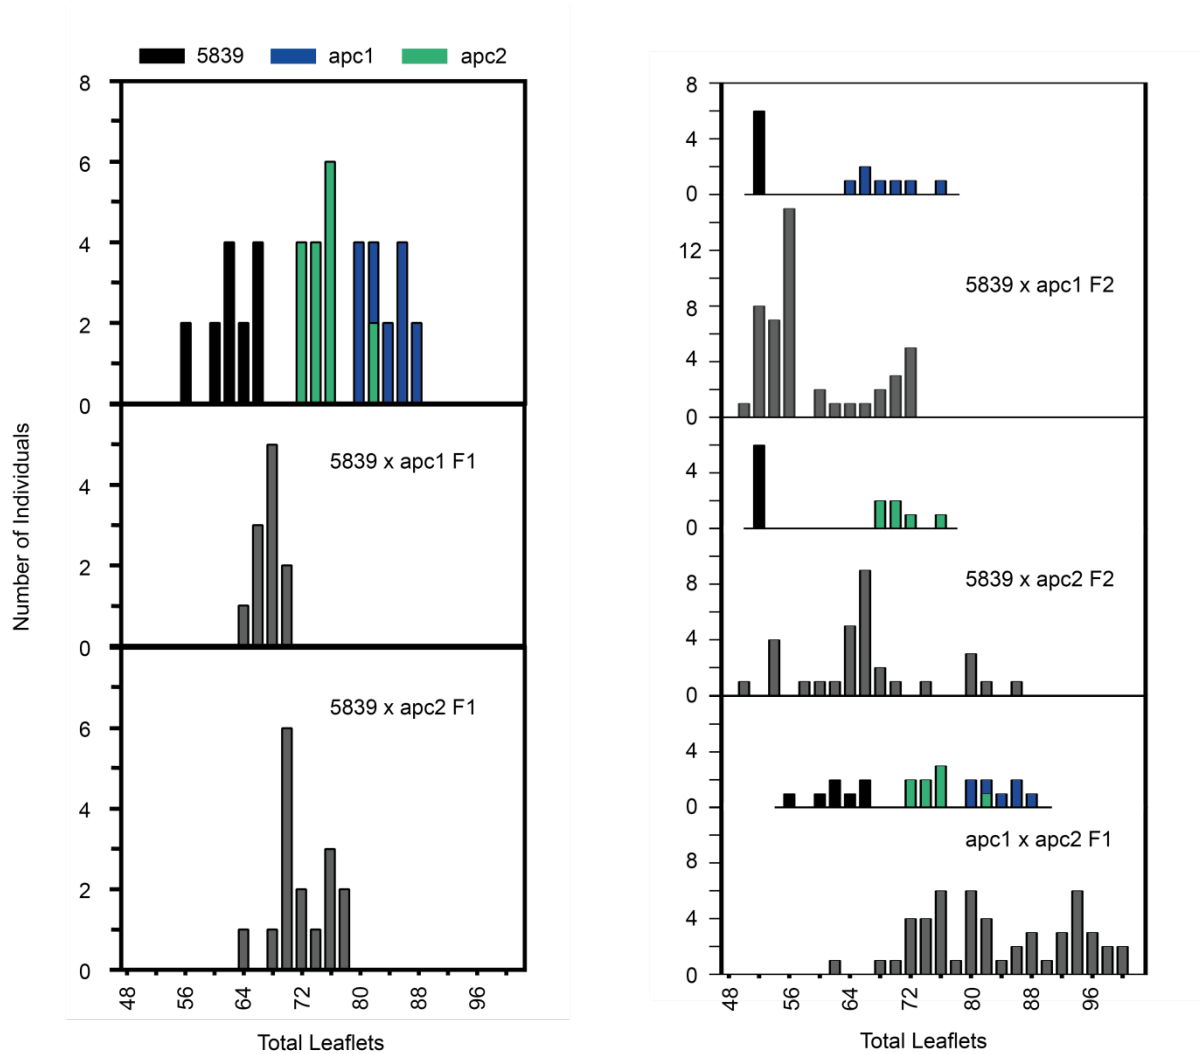 5839 apc1 apc2
Number of Individuals
8
6
4
2
0
5839 x apc1 F1
4
2
0
5839 x apc2 F1
6
4
2
0
48 56 64 72 80 88 96
Total Leaflets
8
4
0
12
5839 x apc1 F2
8
4
0
4
0
5839 x apc2 F2
8
4
0
4
0
apc1 x apc2 F1
8
4
0
48 56 64 72 80 88 96
Total Leaflets